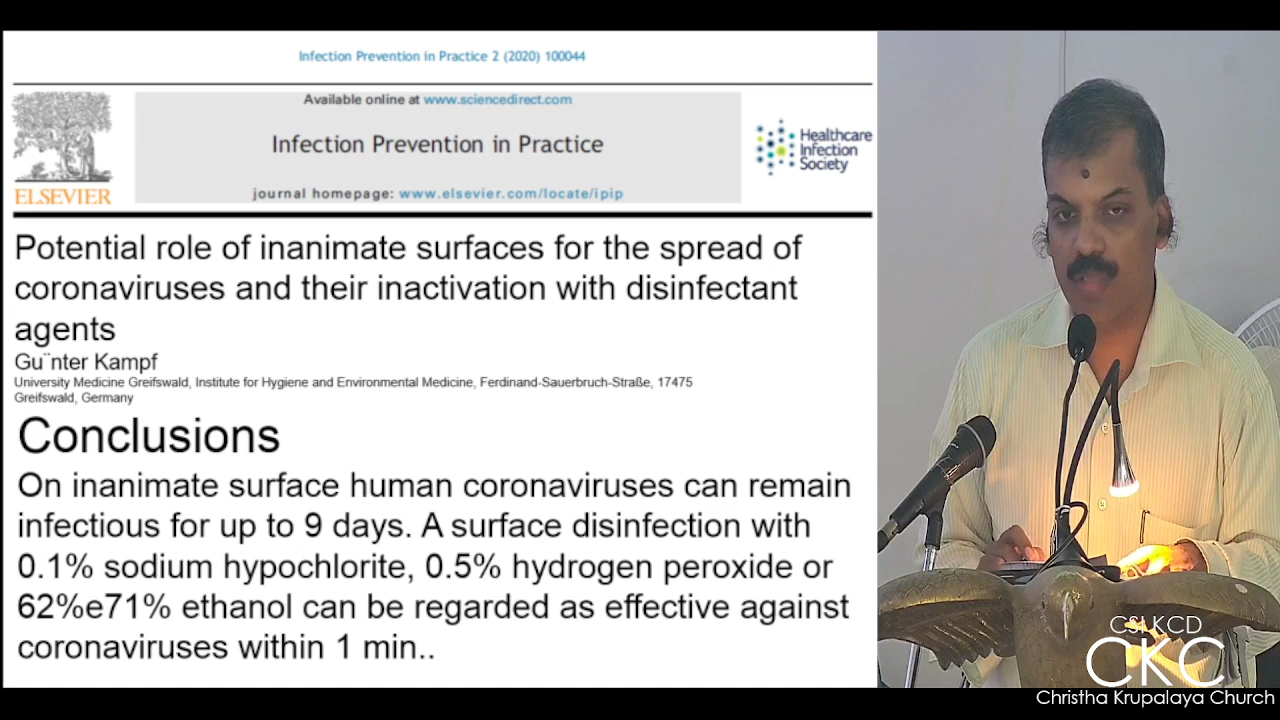 Infection Prevention in Practice 2 (2020) 100044
Available online at www.sciencedirect.com
Infection Prevention in Practice
journal homepage: www.elsevier.com/locate/ipip
ELSEVIER
Healthcare
Infection
Society
Potential role of inanimate surfaces for the spread of
coronaviruses and their inactivation with disinfectant
agents
Gu¨nter Kampf
University Medicine Greifswald, Institute for Hygiene and Environmental Medicine, Ferdinand-Sauerbruch-Straße, 17475
Greifswald, Germany
Conclusions
On inanimate surface human coronaviruses can remain
infectious for up to 9 days. A surface disinfection with
0.1% sodium hypochlorite, 0.5% hydrogen peroxide or
62%e71% ethanol can be regarded as effective against
coronaviruses within 1 min..
CSI KCD
CKC
Christha Krupalaya Church